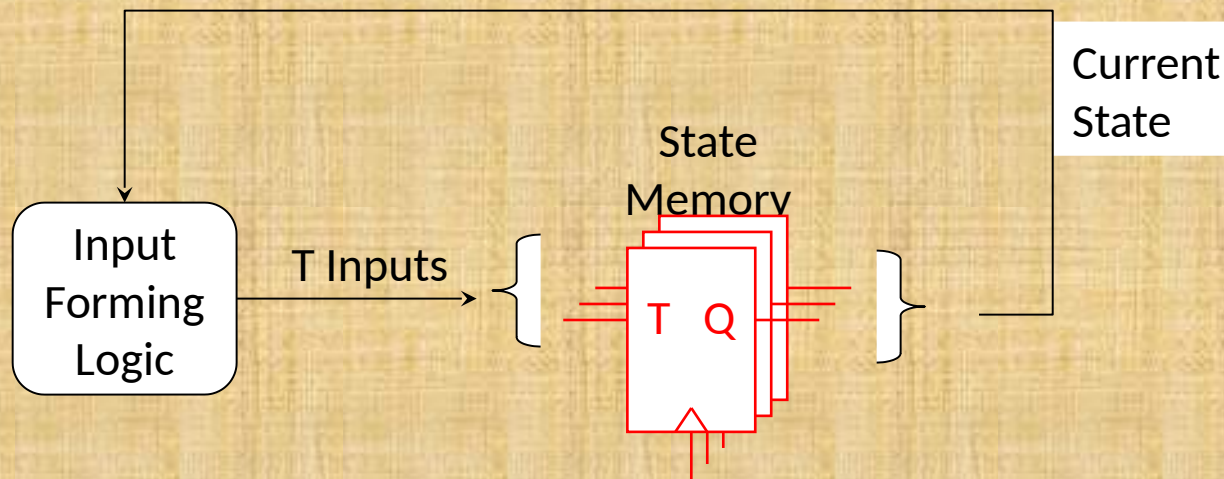 Current
State
State
Memory
Input
Forming
Logic
T Inputs
T Q